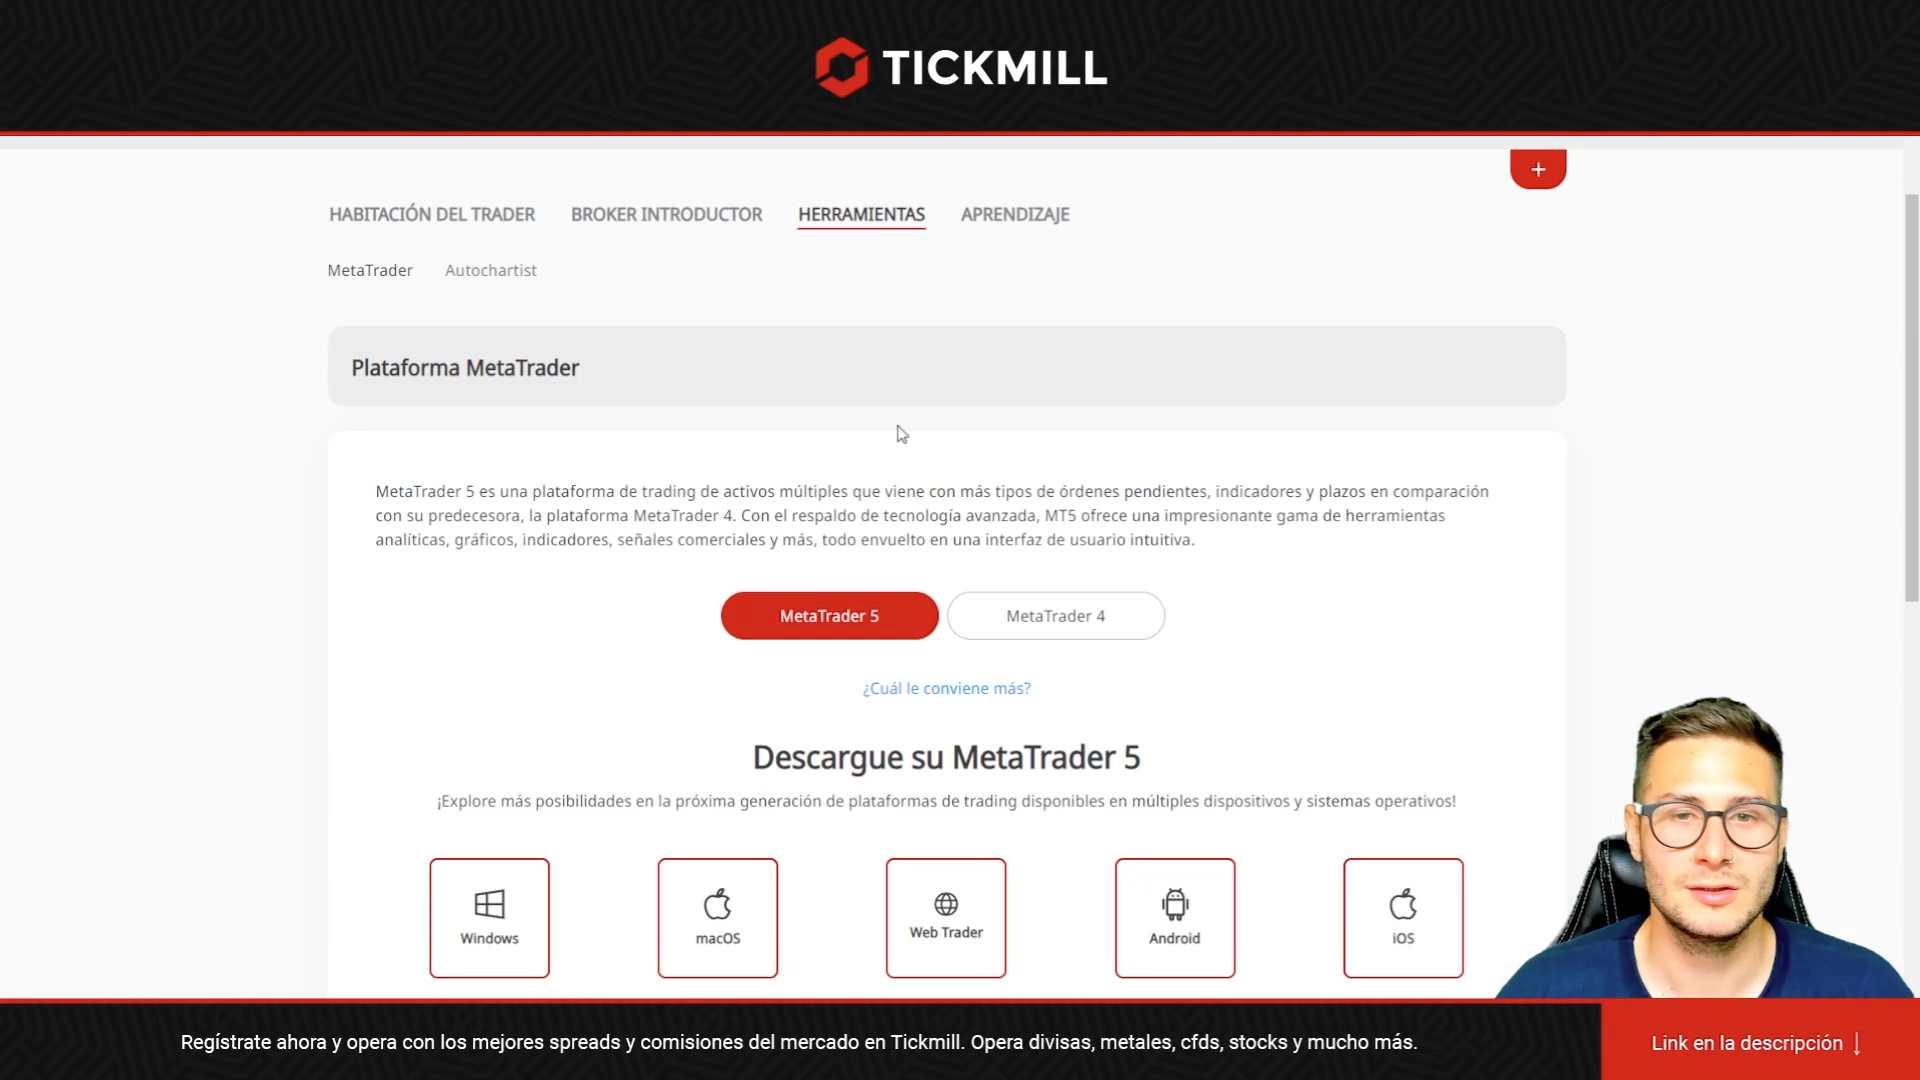 TICKMILL
+
HABITACIÓN DEL TRADER BROKER INTRODUCTOR HERRAMIENTAS APRENDIZAJE
MetaTrader Autochartist
Plataforma MetaTrader
MetaTrader 5 es una plataforma de trading de activos múltiples que viene con más tipos de órdenes pendientes, indicadores y plazos en comparación
con su predecesora, la plataforma MetaTrader 4. Con el respaldo de tecnología avanzada, MT5 ofrece una impresionante gama de herramientas
analíticas, gráficos, indicadores, señales comerciales y más, todo envuelto en una interfaz de usuario intuitiva.
MetaTrader 5 MetaTrader 4
¿Cuál le conviene más?
Descargue su MetaTrader 5
¡Explore más posibilidades en la próxima generación de plataformas de trading disponibles en múltiples dispositivos y sistemas operativos!
Windows macOS Web Trader Android iOS
Regístrate ahora y opera con los mejores spreads y comisiones del mercado en Tickmill. Opera divisas, metales, cfds, stocks y mucho más.
Link en la descripción ↓